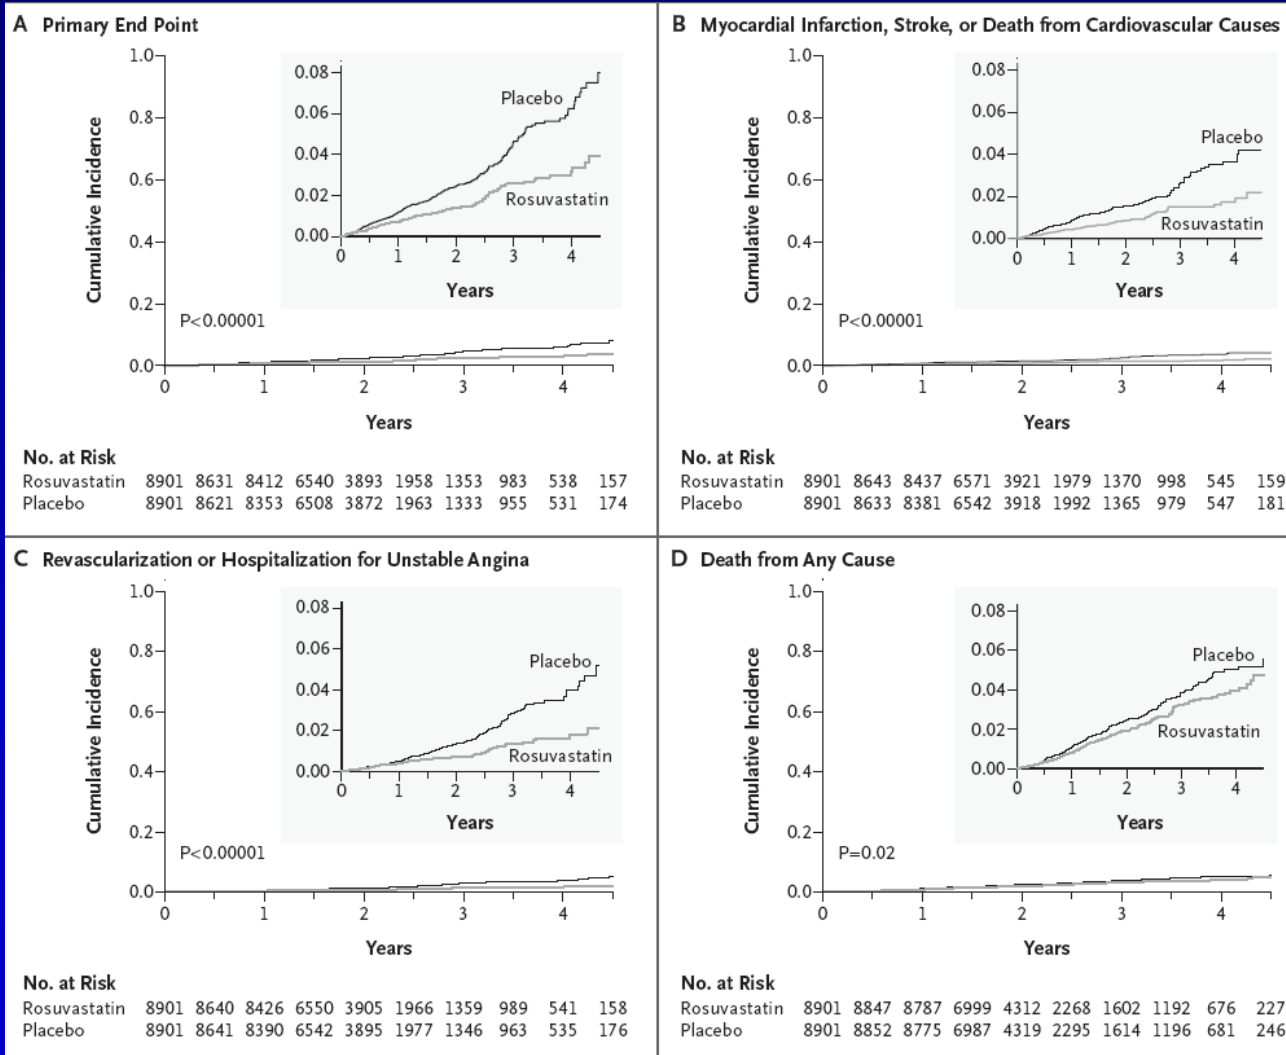 A Primary End Point
Cumulative Incidence
1.0
0.8
0.6
0.4
0.2
0.0
0.08
0.06
0.04
0.02
0.00
Placebo
Rosuvastatin
0 1 2 3 4
Years
P<0.00001
0 1 2 3 4
Years
No. at Risk
Rosuvastatin 8901 8631 8412 6540 3893 1958 1353 983 538 157
Placebo 8901 8621 8353 6508 3872 1963 1333 955 531 174
B Myocardial Infarction, Stroke, or Death from Cardiovascular Causes
Cumulative Incidence
1.0
0.8
0.6
0.4
0.2
0.0
0.08
0.06
0.04
0.02
0.00
Placebo
Rosuvastatin
0 1 2 3 4
Years
P<0.00001
0 1 2 3 4
Years
No. at Risk
Rosuvastatin 8901 8643 8437 6571 3921 1979 1370 998 545 159
Placebo 8901 8633 8381 6542 3918 1992 1365 979 547 181
C Revascularization or Hospitalization for Unstable Angina
Cumulative Incidence
1.0
0.8
0.6
0.4
0.2
0.0
0.08
0.06
0.04
0.02
0.00
Placebo
Rosuvastatin
0 1 2 3 4
Years
P<0.00001
0 1 2 3 4
Years
No. at Risk
Rosuvastatin 8901 8640 8426 6550 3905 1966 1359 989 541 158
Placebo 8901 8641 8390 6542 3895 1977 1346 963 535 176
D Death from Any Cause
Cumulative Incidence
1.0
0.8
0.6
0.4
0.2
0.0
0.08
0.06
0.04
0.02
0.00
Placebo
Rosuvastatin
0 1 2 3 4
Years
P=0.02
0 1 2 3 4
Years
No. at Risk
Rosuvastatin 8901 8847 8787 6999 4312 2268 1602 1192 676 227
Placebo 8901 8852 8775 6987 4319 2295 1614 1196 681 246